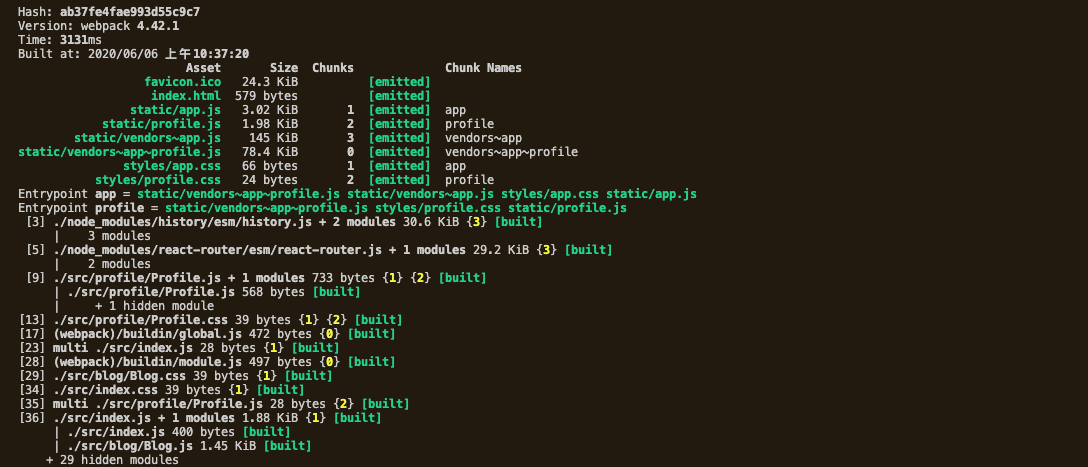 Hash: ab37fe4fae993d55c9c7
Version: webpack 4.42.1
Time: 3131ms
Built at: 2020/06/06 上午10:37:20
Asset Size Chunks Chunk Names
favicon.ico 24.3 KiB [emitted]
index.html 579 bytes [emitted]
static/app.js 3.02 KiB 1 [emitted] app
static/profile.js 1.98 KiB 2 [emitted] profile
static/vendors~app.js 145 KiB 3 [emitted] vendors~app
static/vendors~app~profile.js 78.4 KiB 0 [emitted] vendors~app~profile
styles/app.css 66 bytes 1 [emitted] app
styles/profile.css 24 bytes 2 [emitted] profile
Entrypoint app = static/vendors~app~profile.js static/vendors~app.js styles/app.css static/app.js
Entrypoint profile = static/vendors~app~profile.js styles/profile.css static/profile.js
[3] ./node_modules/history/esm/history.js + 2 modules 30.6 KiB {3} [built]
| 3 modules
[5] ./node_modules/react-router/esm/react-router.js + 1 modules 29.2 KiB {3} [built]
| 2 modules
[9] ./src/profile/Profile.js + 1 modules 733 bytes {1} {2} [built]
| ./src/profile/Profile.js 568 bytes [built]
| + 1 hidden module
[13] ./src/profile/Profile.css 39 bytes {1} {2} [built]
[17] (webpack)/buildin/global.js 472 bytes {0} [built]
[23] multi ./src/index.js 28 bytes {1} [built]
[28] (webpack)/buildin/module.js 497 bytes {0} [built]
[29] ./src/blog/Blog.css 39 bytes {1} [built]
[34] ./src/index.css 39 bytes {1} [built]
[35] multi ./src/profile/Profile.js 28 bytes {2} [built]
[36] ./src/index.js + 1 modules 1.88 KiB {1} [built]
| ./src/index.js 400 bytes [built]
| ./src/blog/Blog.js 1.45 KiB [built]
+ 29 hidden modules